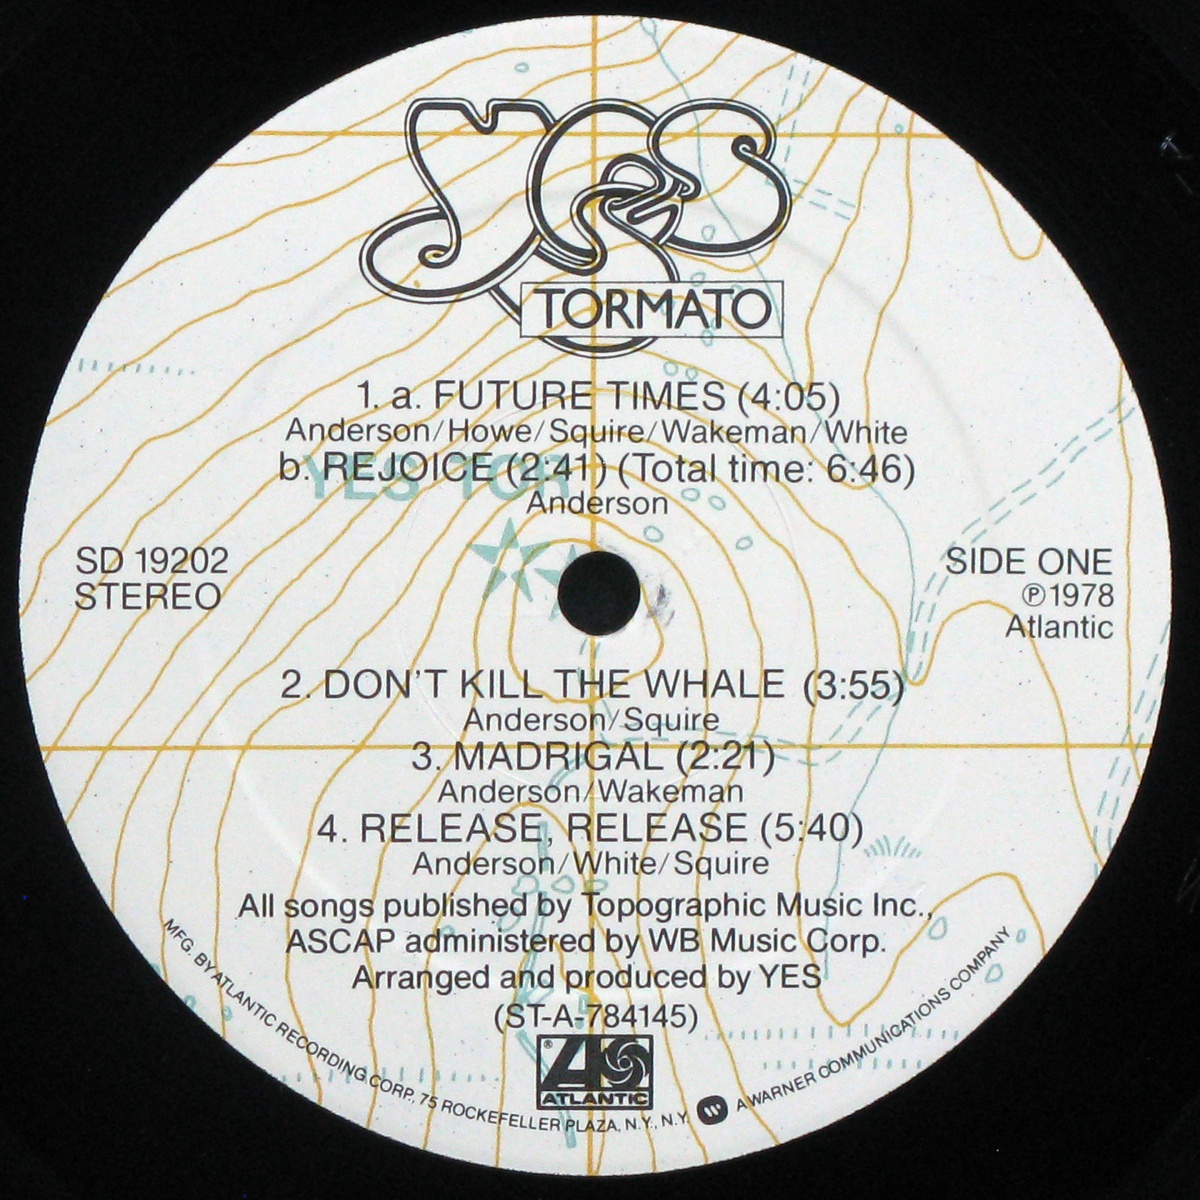 YES
TORMATO
1. a. FUTURE TIMES (4:05)
Anderson/Howe/Squire/Wakeman/White
b. REJOICE (2:41) (Total time: 6:46)
YES TOR
Anderson
SD 19202
STEREO
SIDE ONE
℗1978
Atlantic
2. DON'T KILL THE WHALE (3:55)
Anderson/Squire
3. MADRIGAL (2:21)
Anderson/Wakeman
4. RELEASE, RELEASE (5:40)
Anderson/White/Squire
All songs published by Topographic Music Inc.,
ASCAP administered by WB Music Corp.
Arranged and produced by YES
(ST-A-784145)
®
ATLANTIC
MFG. BY ATLANTIC RECORDING CORP., 75 ROCKEFELLER PLAZA, N.Y., N.Y. W A WARNER COMMUNICATIONS COMPANY